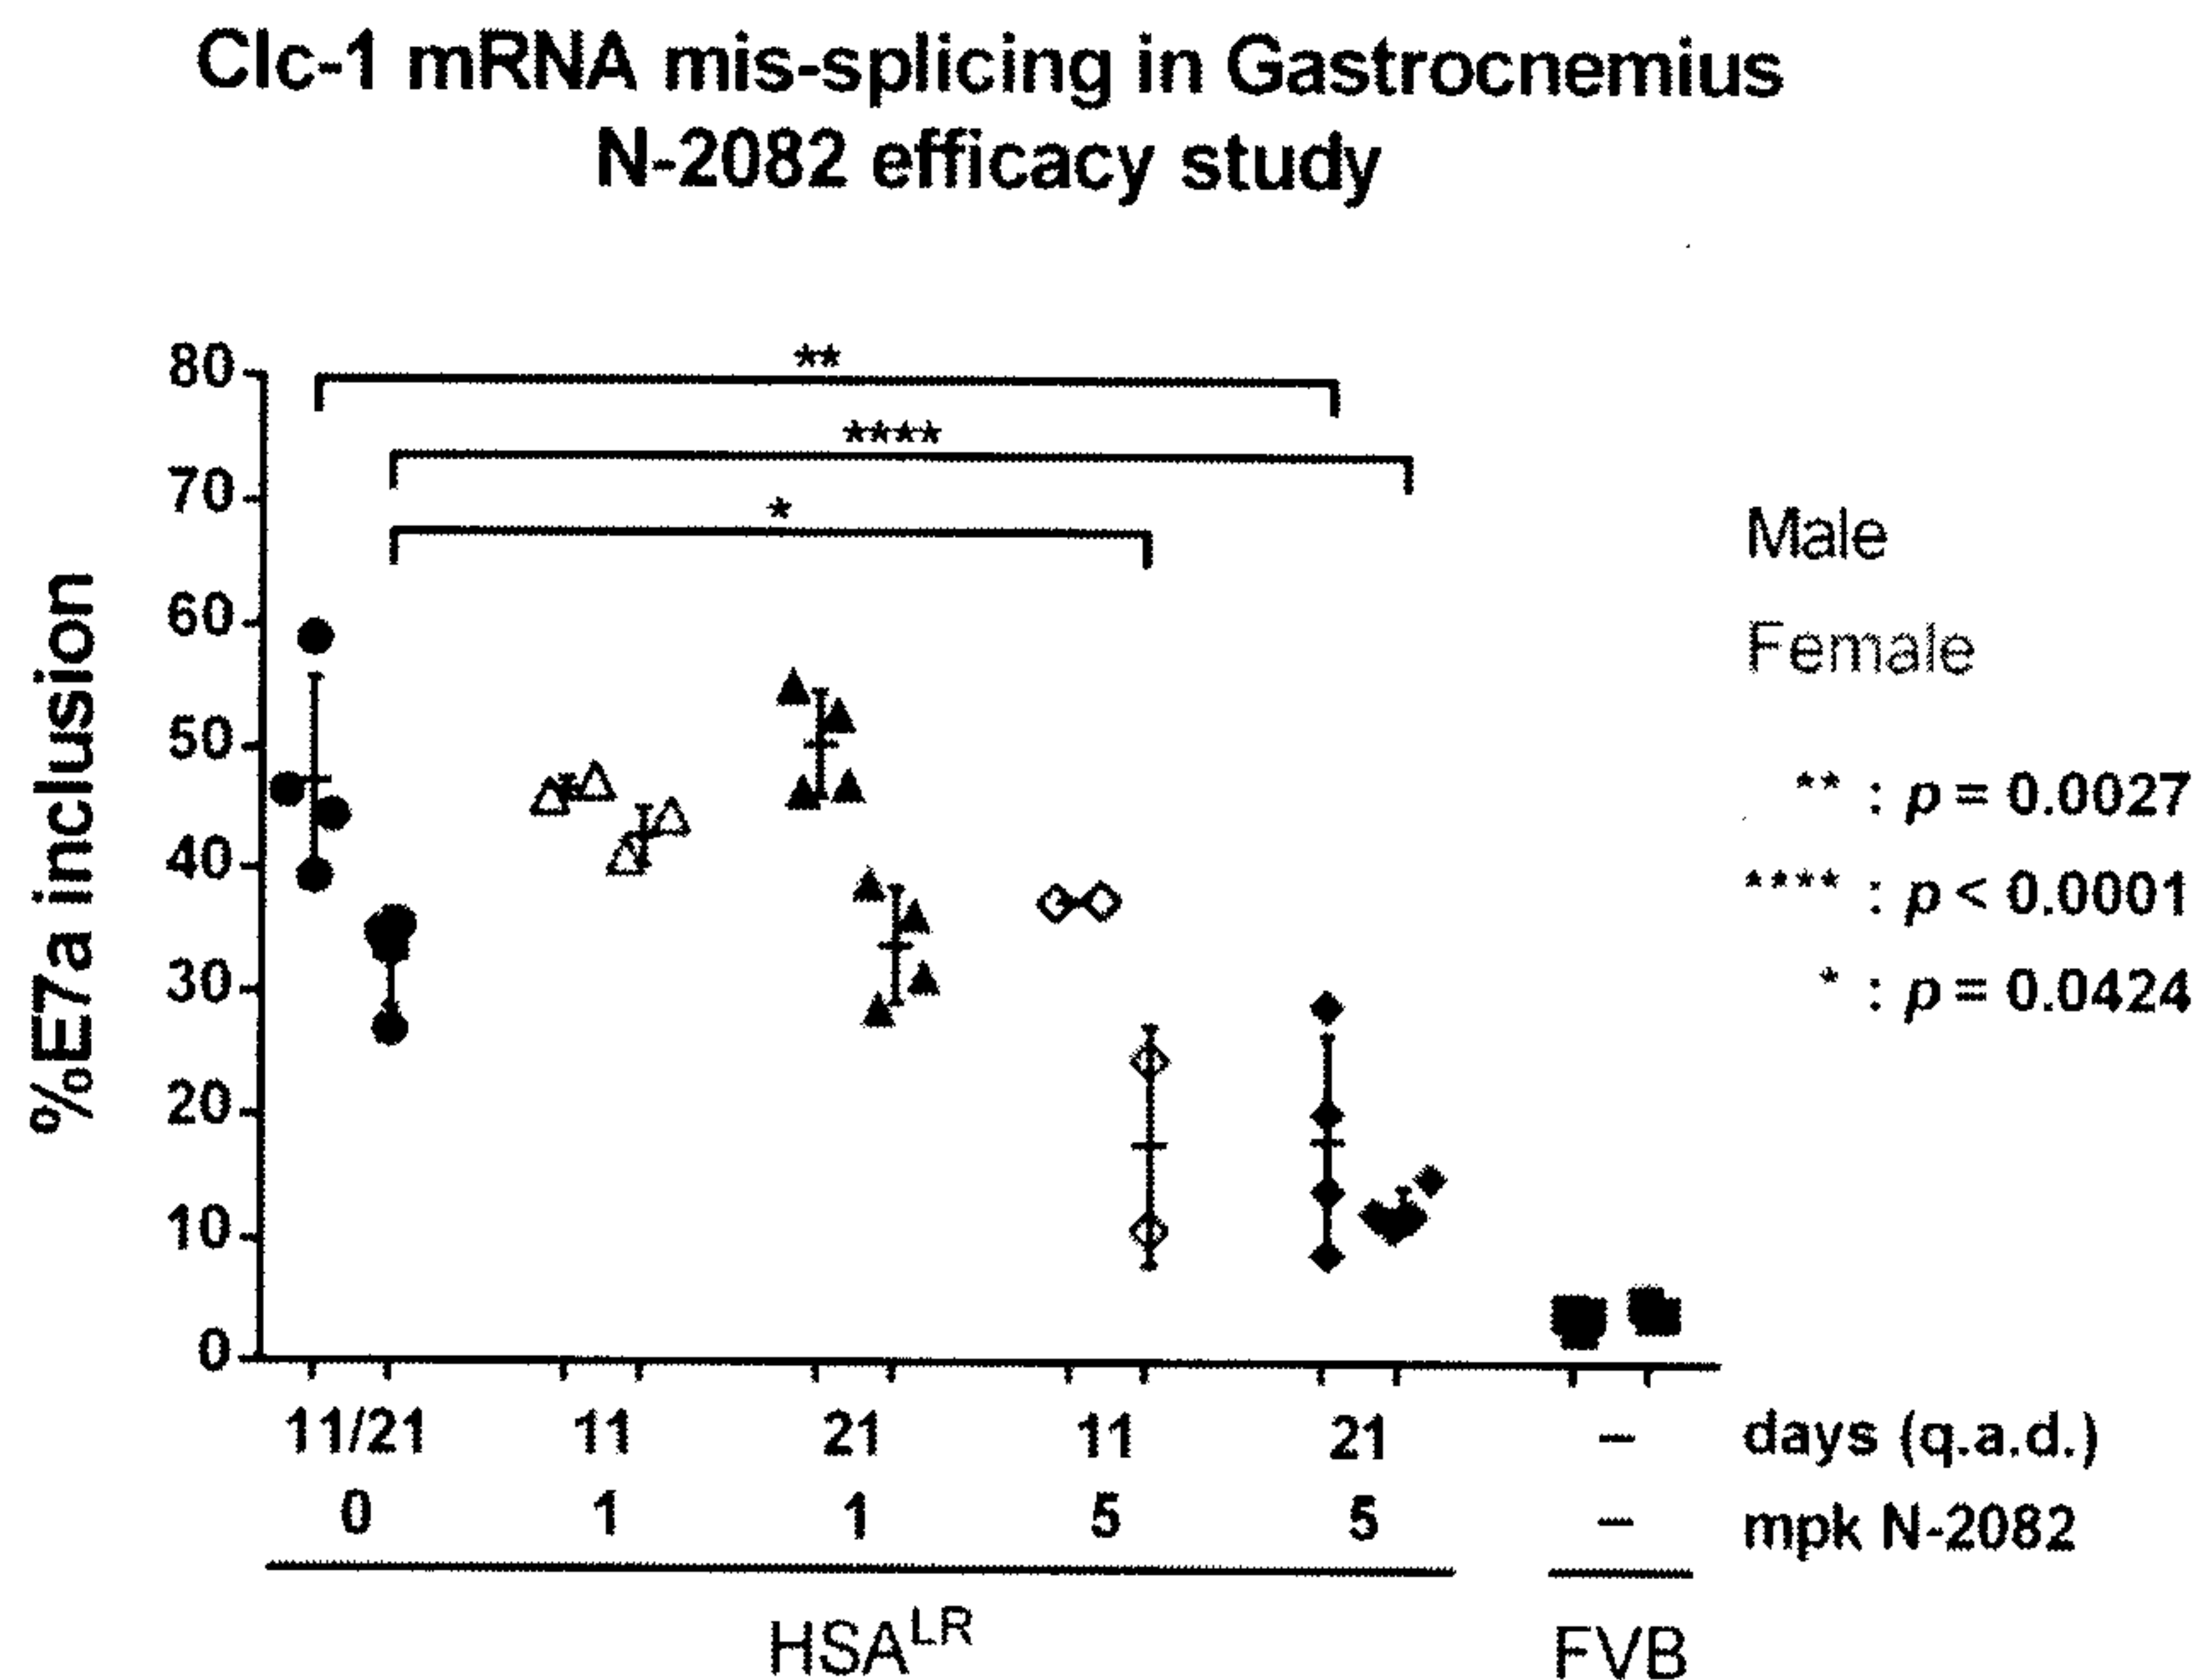 Clc-1 mRNA mis-splicing in Gastrocnemius
N-2082 efficacy study
%E7a inclusion
80
70
60
50
40
30
20
10
0
**
****
*
Male
Female
** : p = 0.0027
**** : p < 0.0001
* : p = 0.0424
11/21 11 21 11 21 – days (q.a.d.)
0 1 1 5 5 – mpk N-2082
HSA^LR FVB